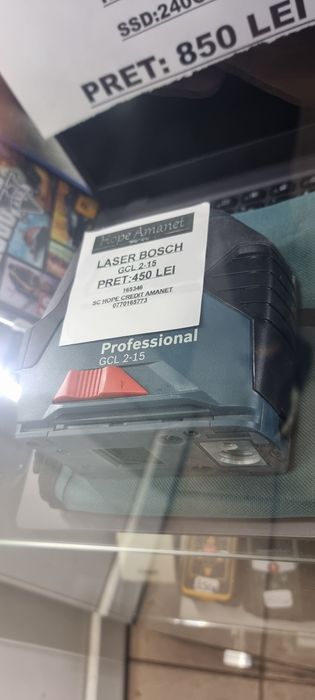 SSD:240G
PRET: 850 LEI
Hope Amanet
LASER BOSCH
GCL 2-15
PRET:450 LEI
165346
SC HOPE CREDIT AMANET
0770165773
Professional
GCL 2-15